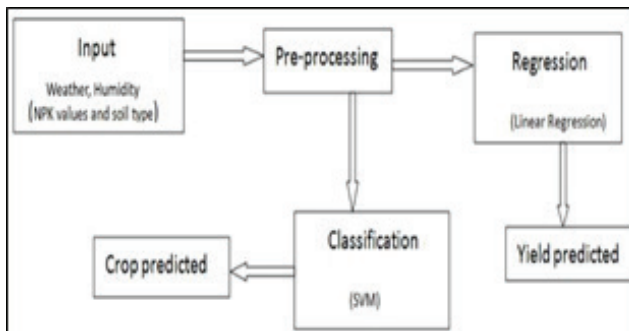 Input
Weather, Humidity
(NPK values and soil type)
Pre-processing
Regression
(Linear Regression)
Classification
(SVM)
Crop predicted
Yield predicted